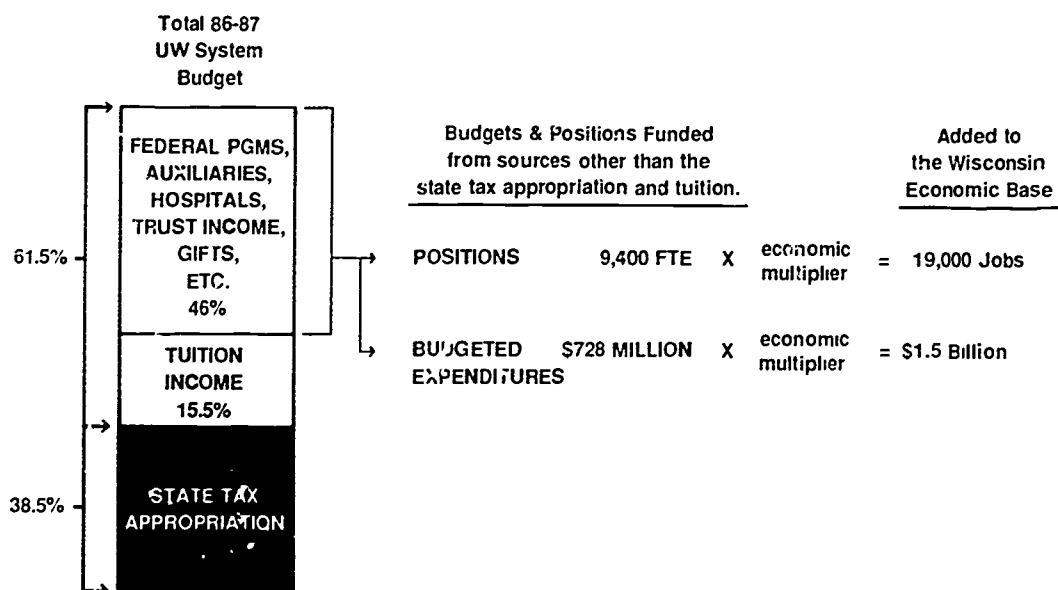 Total 86-87
UW System
Budget
FEDERAL PGMS,
AUXILIARIES,
HOSPITALS,
TRUST INCOME,
GIFTS,
ETC.
46%
TUITION
INCOME
15.5%
STATE TAX
APPROPRIATION
61.5%
38.5%
Budgets & Positions Funded
from sources other than the
state tax appropriation and tuition.
Added to
the Wisconsin
Economic Base
POSITIONS 9,400 FTE X economic multiplier = 19,000 Jobs
BUDGETED EXPENDITURES $728 MILLION X economic multiplier = $1.5 Billion